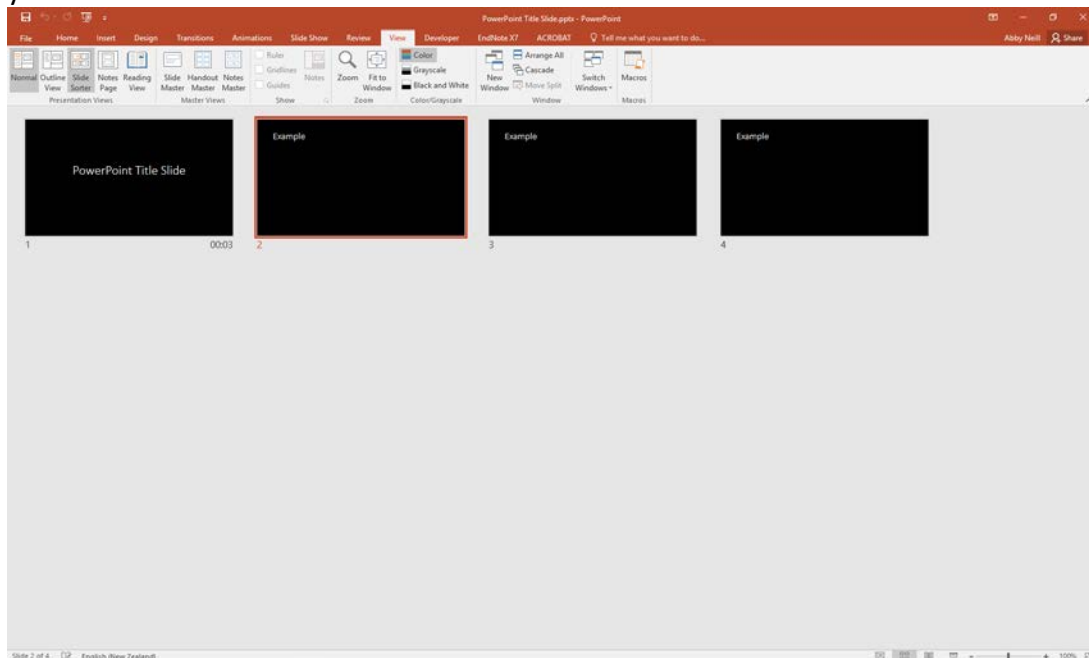 PowerPoint Title Slide.pptx - PowerPoint
File Home Insert Design Transitions Animations Slide Show Review View Developer EndNote X7 ACROBAT Tell me what you want to do... Abby Neill Share
Normal Outline View Slide Sorter Notes Page Reading View Slide Master Handout Master Notes Master Ruler Gridlines Guides Notes Zoom Fit to Window Color Grayscale Black and White New Window Arrange All Cascade Move Split Switch Windows Macros
Presentation Views Master Views Show Zoom Color/Grayscale Window Macros
PowerPoint Title Slide
Example
Example
Example
1 00:03 2 3 4
Slide 2 of 4 English (New Zealand) 100%